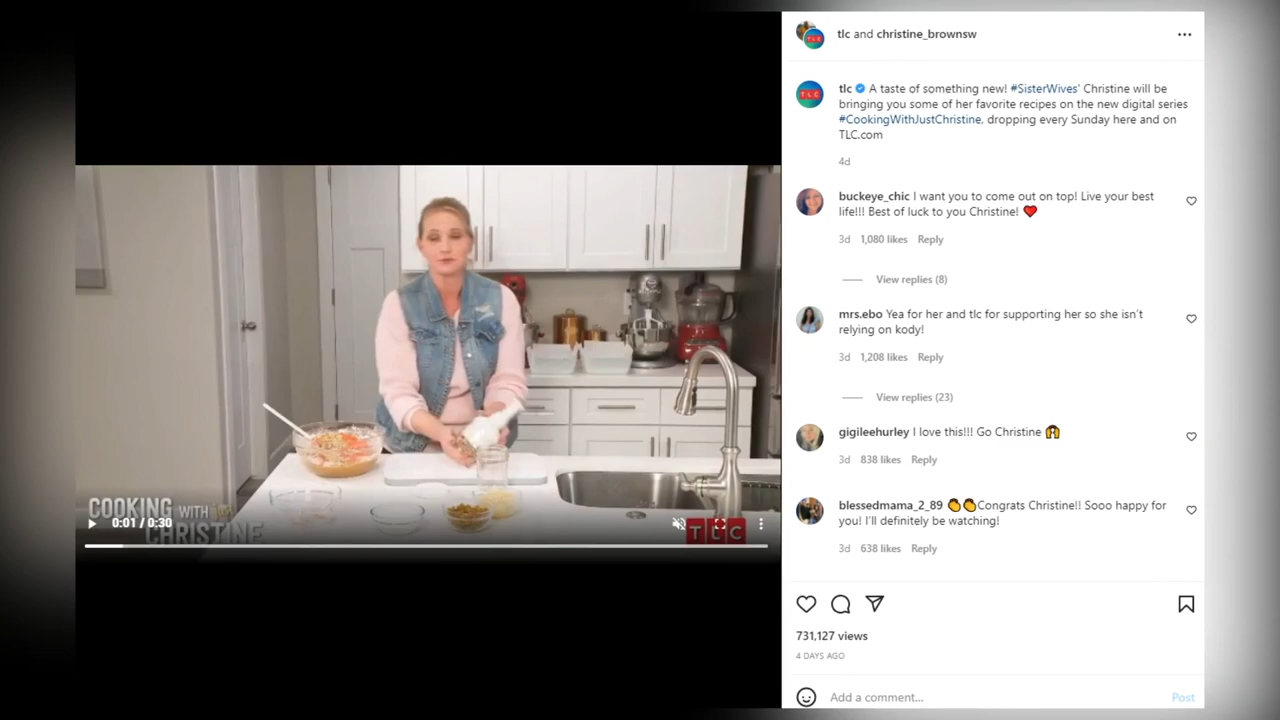 tlc and christine_brownsw
TLC
tlc A taste of something new! #SisterWives' Christine will be
bringing you some of her favorite recipes on the new digital series
#CookingWithJustChristine, dropping every Sunday here and on
TLC.com
4d
buckeye_chic I want you to come out on top! Live your best
life!!! Best of luck to you Christine! ❤️
3d 1,080 likes Reply
View replies (8)
mrs.ebo Yea for her and tlc for supporting her so she isn't
relying on kody!
3d 1,208 likes Reply
View replies (23)
gigileehurley I love this!!! Go Christine 🙌
3d 838 likes Reply
blessedmama_2_89 👏👏Congrats Christine!! Sooo happy for
you! I'll definitely be watching!
3d 638 likes Reply
731,127 views
4 DAYS AGO
Add a comment... Post
COOKING WITH
CHRISTINE
0:01 / 0:30
TLC